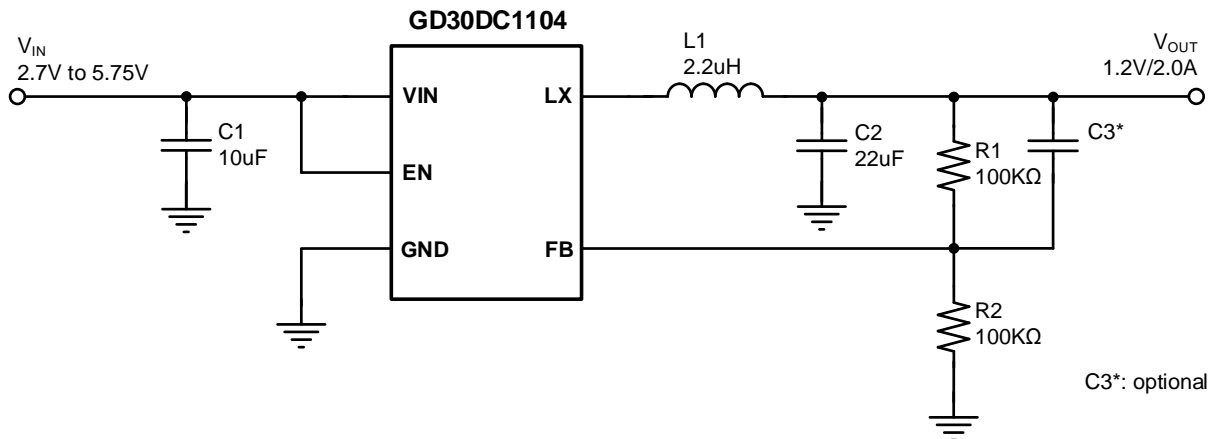 GD30DC1104
VIN
2.7V to 5.75V
L1
2.2uH
VOUT
1.2V/2.0A
VIN
LX
C1
10uF
C2
22uF
R1
100KΩ
C3*
EN
GND
FB
R2
100KΩ
C3*: optional